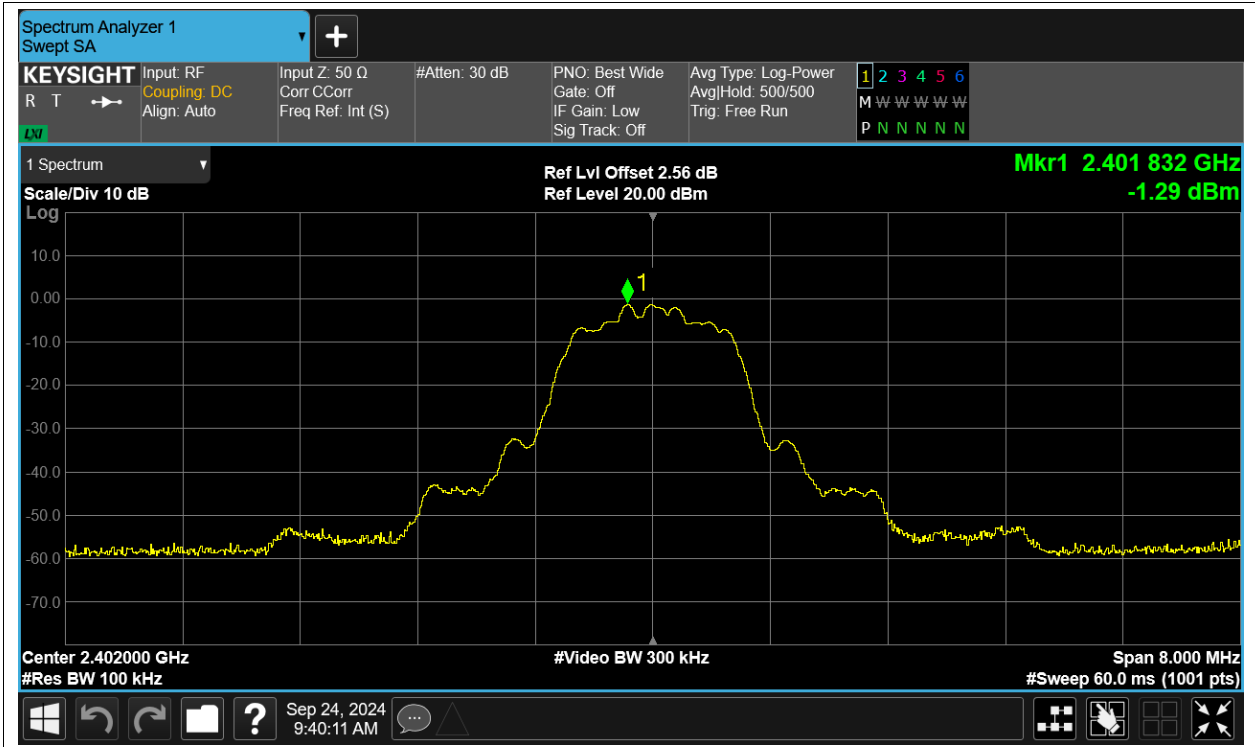 Spectrum Analyzer 1
Swept SA
+
KEYSIGHT
R T
LXI
Input: RF
Coupling: DC
Align: Auto
Input Z: 50 Ω
Corr CCorr
Freq Ref: Int (S)
#Atten: 30 dB
PNO: Best Wide
Gate: Off
IF Gain: Low
Sig Track: Off
Avg Type: Log-Power
Avg|Hold: 500/500
Trig: Free Run
1 2 3 4 5 6
M W W W W W
P N N N N N
1 Spectrum
Scale/Div 10 dB
Ref Lvl Offset 2.56 dB
Ref Level 20.00 dBm
Mkr1 2.401 832 GHz
-1.29 dBm
Log
10.0
0.00
-10.0
-20.0
-30.0
-40.0
-50.0
-60.0
-70.0
1
Center 2.402000 GHz
#Res BW 100 kHz
#Video BW 300 kHz
Span 8.000 MHz
#Sweep 60.0 ms (1001 pts)
?
Sep 24, 2024
9:40:11 AM